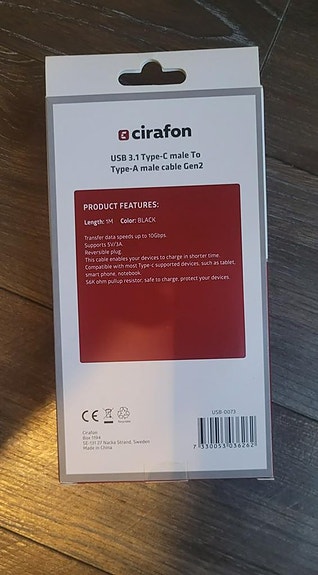 cirafon
USB 3.1 Type-C male To
Type-A male cable Gen2
PRODUCT FEATURES:
Length: 1M Color: BLACK
Transfer data speeds up to 10Gbps.
Supports 5V/3A
Reversible plug
This cable enables your devices to charge in shorter time.
Compatible with most Type-c supported devices, such as tablet,
smart phone, notebook.
56K ohm pullup resistor, safe to charge, protect your devices.
CE
Cirafon
Box 1194
SE-131 27 Nacka Strand, Sweden
Made in China
USB-0073
7 330053 036262